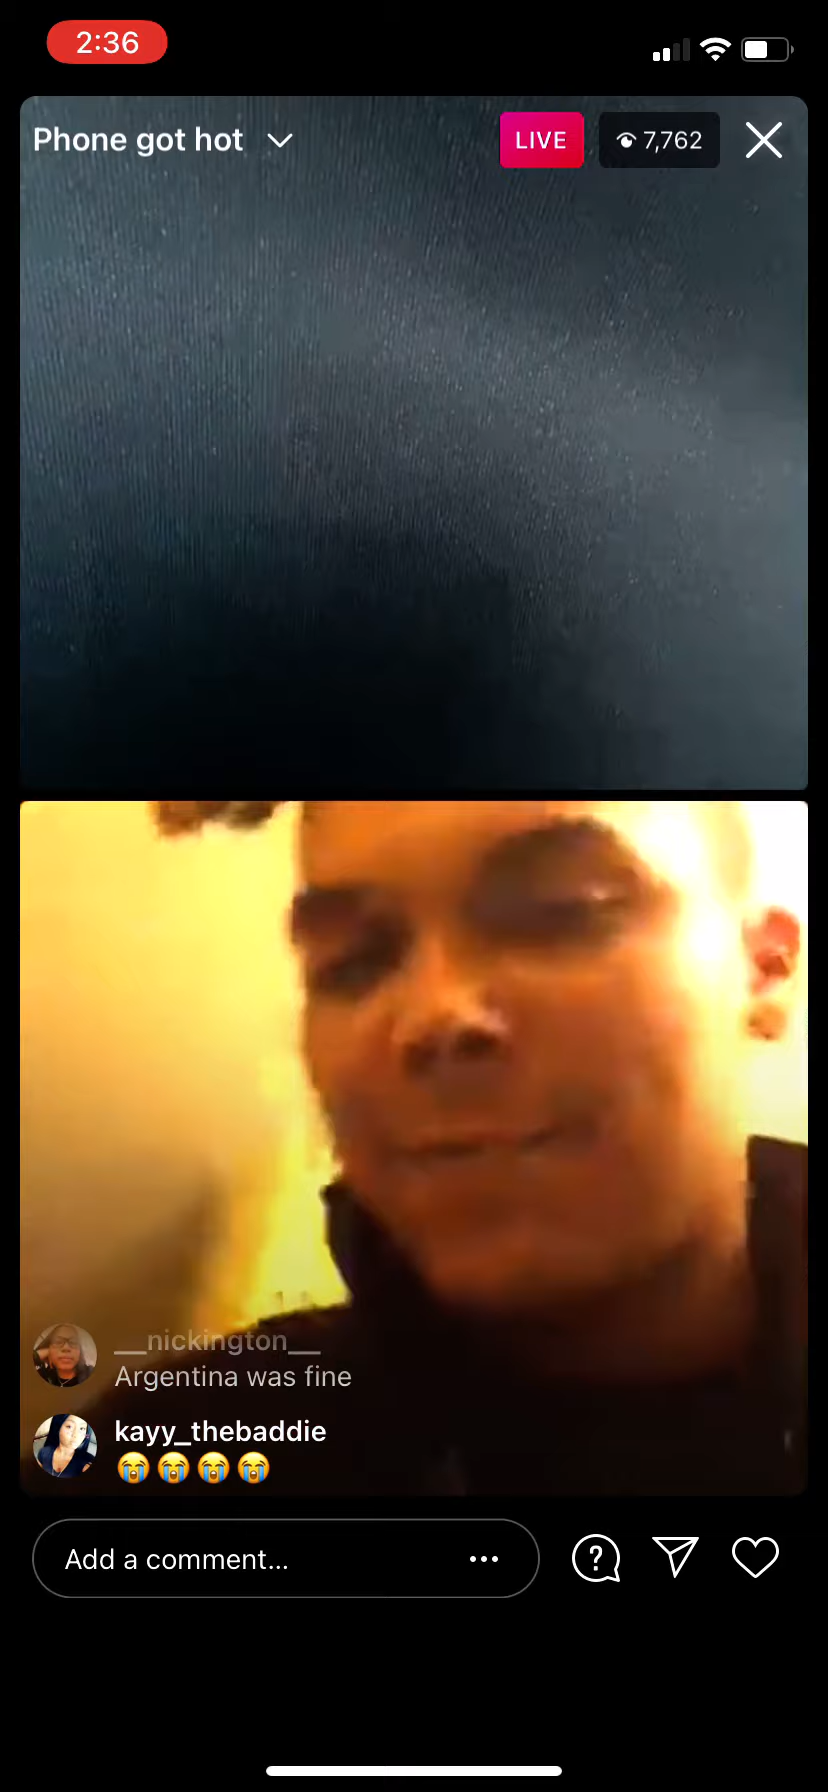 2:36
Phone got hot
LIVE
7,762
__nickington__
Argentina was fine
kayy_thebaddie
😭😭😭😭
Add a comment...